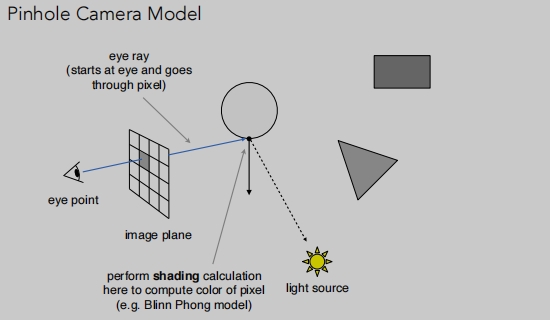 Pinhole Camera Model
eye ray
(starts at eye and goes
through pixel)
eye point
image plane
perform shading calculation
here to compute color of pixel
(e.g. Blinn Phong model)
light source